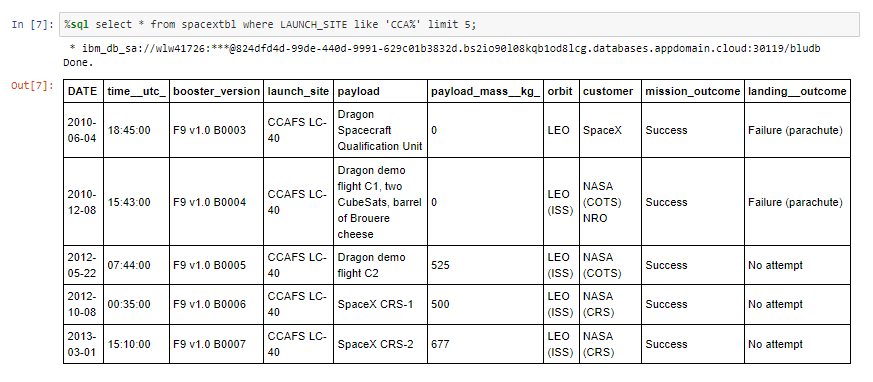 In [7]: %sql select * from spacextbl where LAUNCH_SITE like 'CCA%' limit 5;
* ibm_db_sa://wlw41726:***@824dfd4d-99de-440d-9991-629c01b3832d.bs2io90l08kqb1od8lcg.databases.appdomain.cloud:30119/bludb
Done.
Out[7]:
DATE time__utc_ booster_version launch_site payload payload_mass__kg_ orbit customer mission_outcome landing__outcome
2010-06-04 18:45:00 F9 v1.0 B0003 CCAFS LC-40 Dragon Spacecraft Qualification Unit 0 LEO SpaceX Success Failure (parachute)
2010-12-08 15:43:00 F9 v1.0 B0004 CCAFS LC-40 Dragon demo flight C1, two CubeSats, barrel of Brouere cheese 0 LEO (ISS) NASA (COTS) NRO Success Failure (parachute)
2012-05-22 07:44:00 F9 v1.0 B0005 CCAFS LC-40 Dragon demo flight C2 525 LEO (ISS) NASA (COTS) Success No attempt
2012-10-08 00:35:00 F9 v1.0 B0006 CCAFS LC-40 SpaceX CRS-1 500 LEO (ISS) NASA (CRS) Success No attempt
2013-03-01 15:10:00 F9 v1.0 B0007 CCAFS LC-40 SpaceX CRS-2 677 LEO (ISS) NASA (CRS) Success No attempt